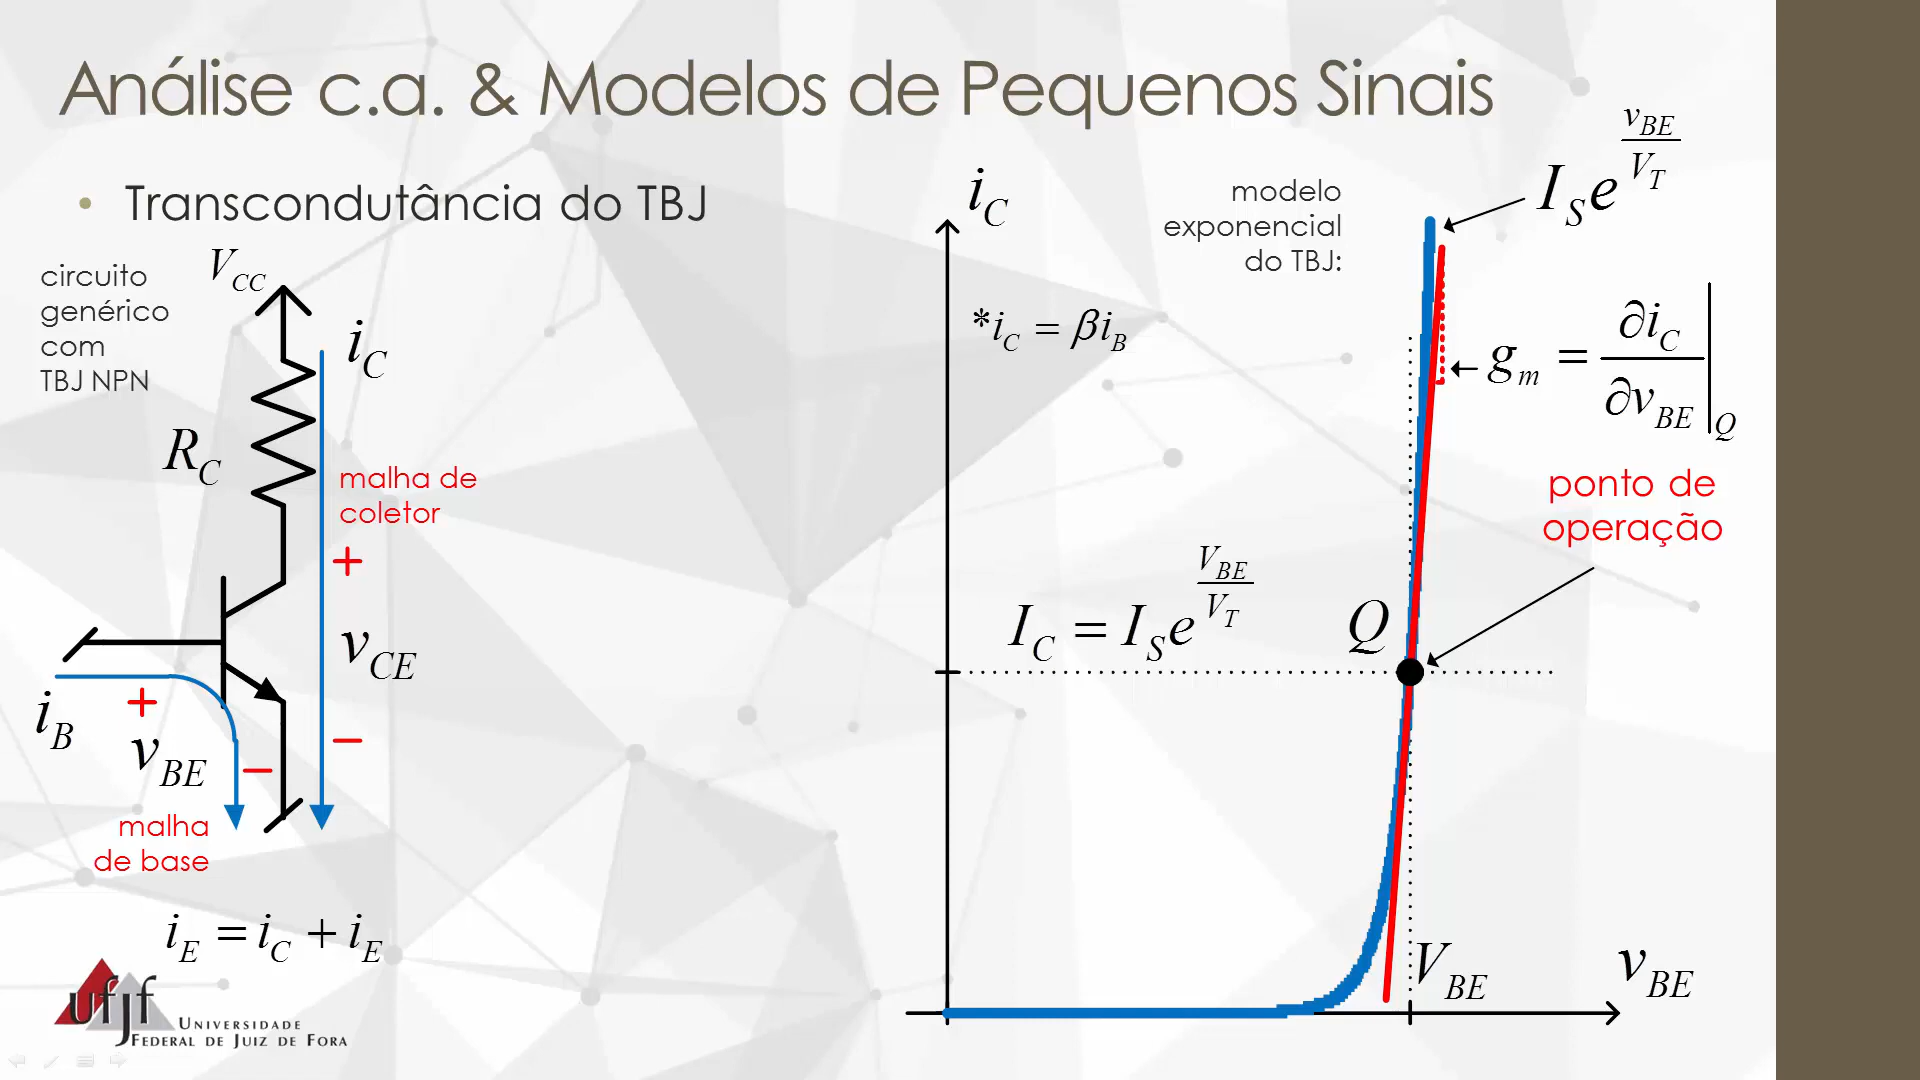 Análise c.a. & Modelos de Pequenos Sinais
• Transcondutância do TBJ
circuito
genérico
com
TBJ NPN
V_CC
i_C
R_C
malha de
coletor
+
v_CE
−
i_B
+
v_BE
−
malha
de base
i_E = i_C + i_E
ufjf
UNIVERSIDADE
FEDERAL DE JUIZ DE FORA
i_C
modelo
exponencial
do TBJ:
I_S e^(v_BE/V_T)
*i_C = βi_B
g_m = ∂i_C/∂v_BE |_Q
ponto de
operação
I_C = I_S e^(V_BE/V_T)
Q
V_BE
v_BE